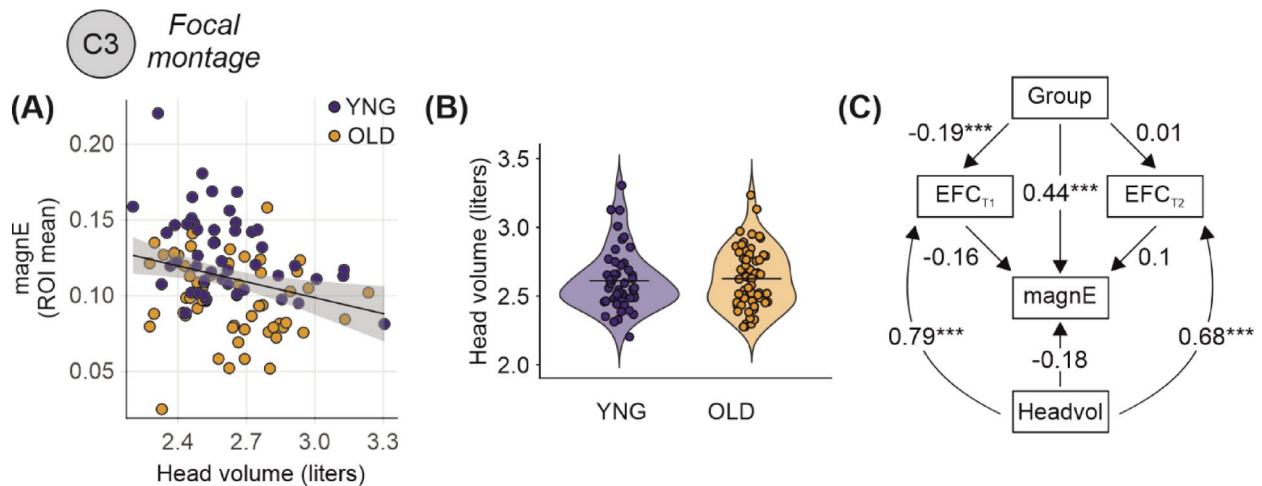 C3
Focal
montage
(A)
YNG
OLD
0.20
0.15
0.10
0.05
magnE
(ROI mean)
2.4 2.7 3.0 3.3
Head volume (liters)
(B)
3.5
3.0
2.5
2.0
Head volume (liters)
YNG OLD
(C)
Group
-0.19*** 0.01
EFCT1 0.44*** EFCT2
-0.16 0.1
magnE
0.79*** -0.18 0.68***
Headvol